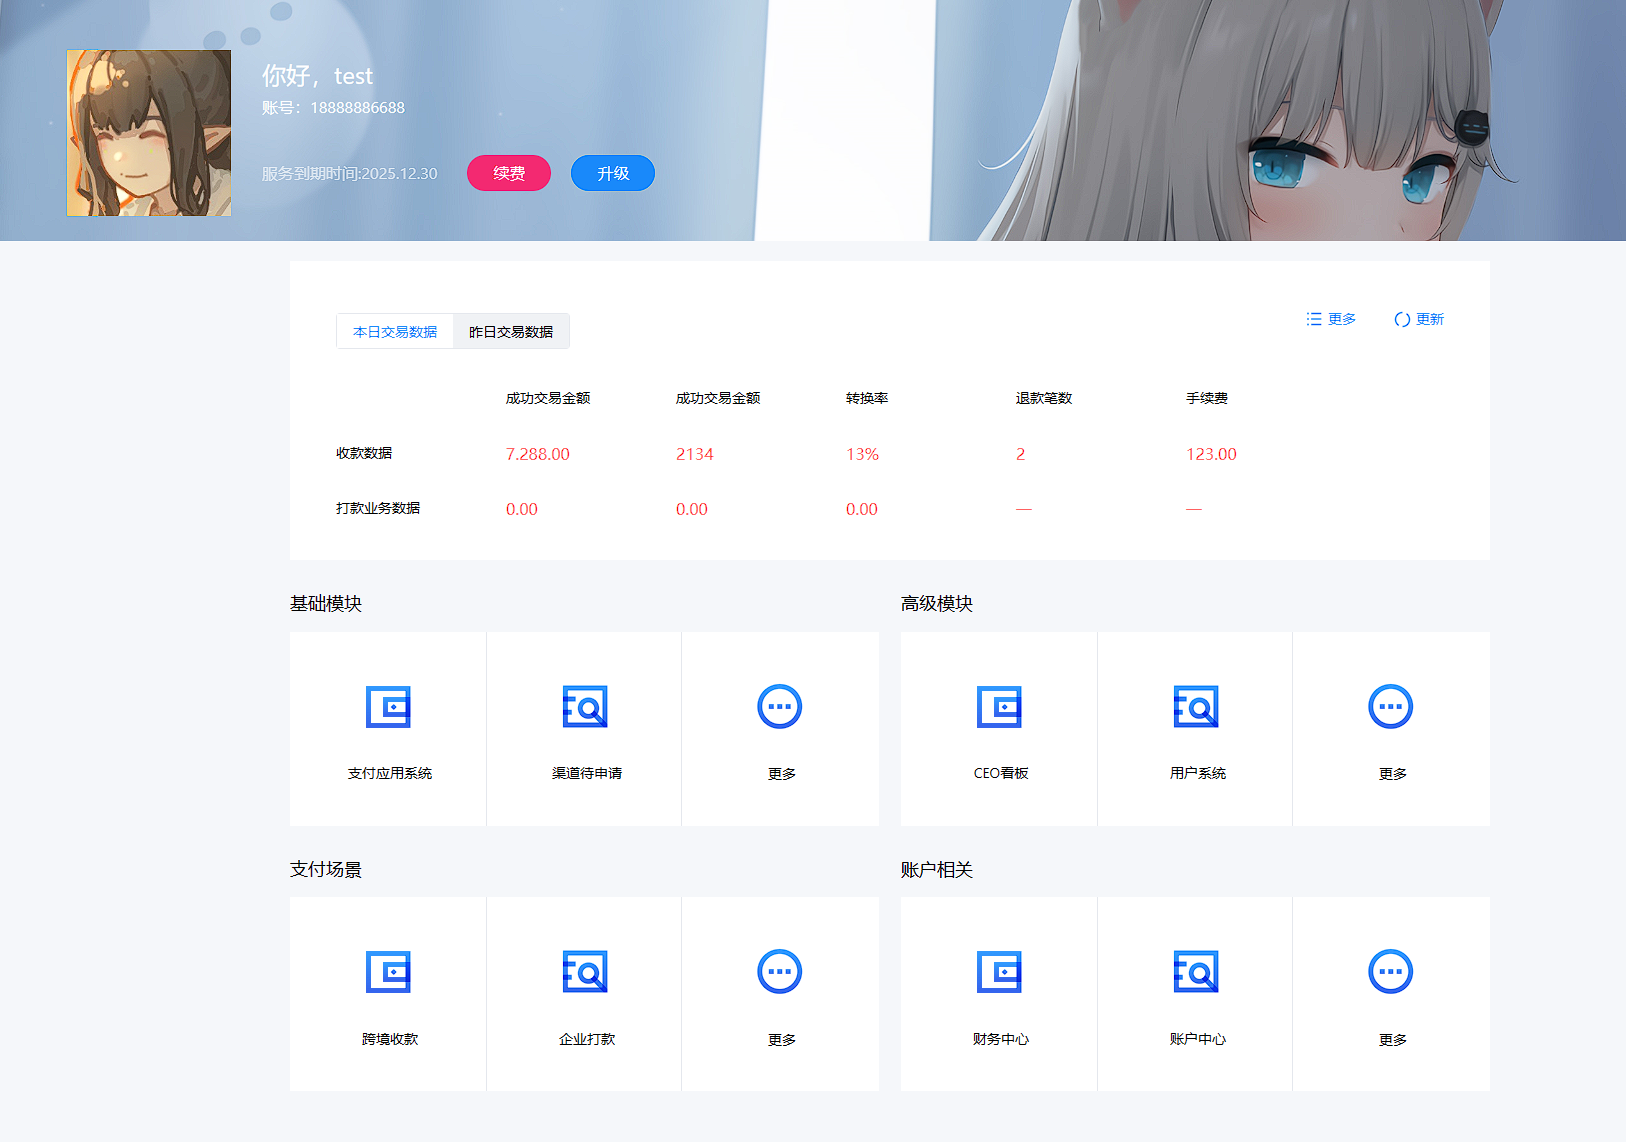 你好，test
账号：18888886688
服务到期时间:2025.12.30 续费 升级
本日交易数据 昨日交易数据 更多 更新
成功交易金额 成功交易金额 转换率 退款笔数 手续费
收款数据 7.288.00 2134 13% 2 123.00
打款业务数据 0.00 0.00 0.00 — —
基础模块 高级模块
支付应用系统 渠道待申请 更多 CEO看板 用户系统 更多
支付场景 账户相关
跨境收款 企业打款 更多 财务中心 账户中心 更多